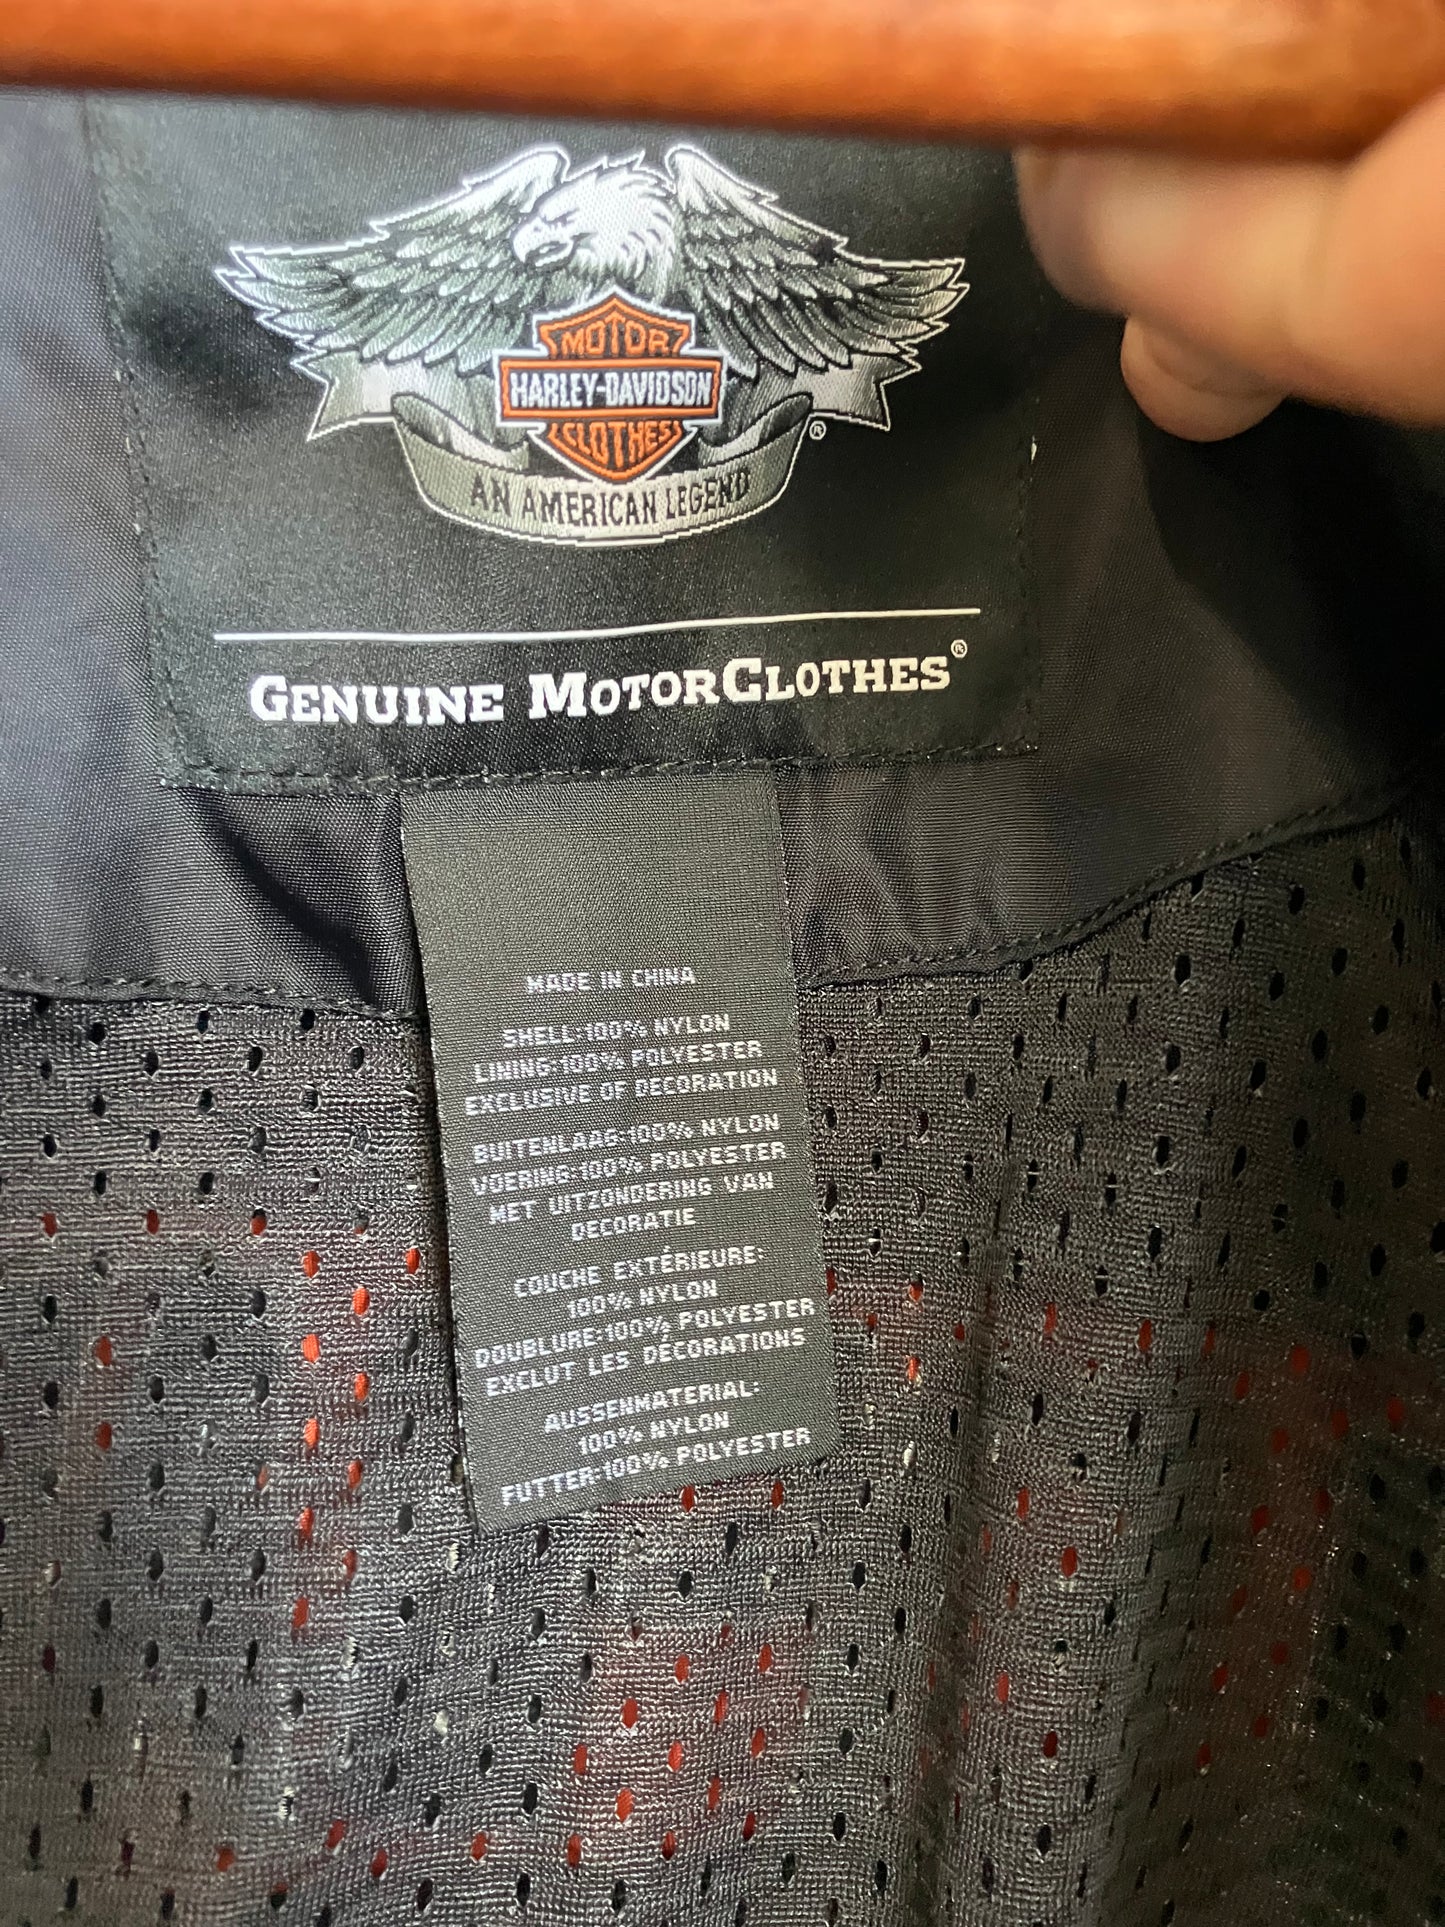 MOTOR
HARLEY-DAVIDSON
CLOTHES
AN AMERICAN LEGEND
®
GENUINE MOTORCLOTHES®
MADE IN CHINA
SHELL:100% NYLON
LINING:100% POLYESTER
EXCLUSIVE OF DECORATION
BUITENLAAG:100% NYLON
VOERING:100% POLYESTER
MET UITZONDERING VAN
DECORATIE
COUCHE EXTÉRIEURE:
100% NYLON
DOUBLURE:100% POLYESTER
EXCLUT LES DÉCORATIONS
AUSSENMATERIAL:
100% NYLON
FUTTER:100% POLYESTER